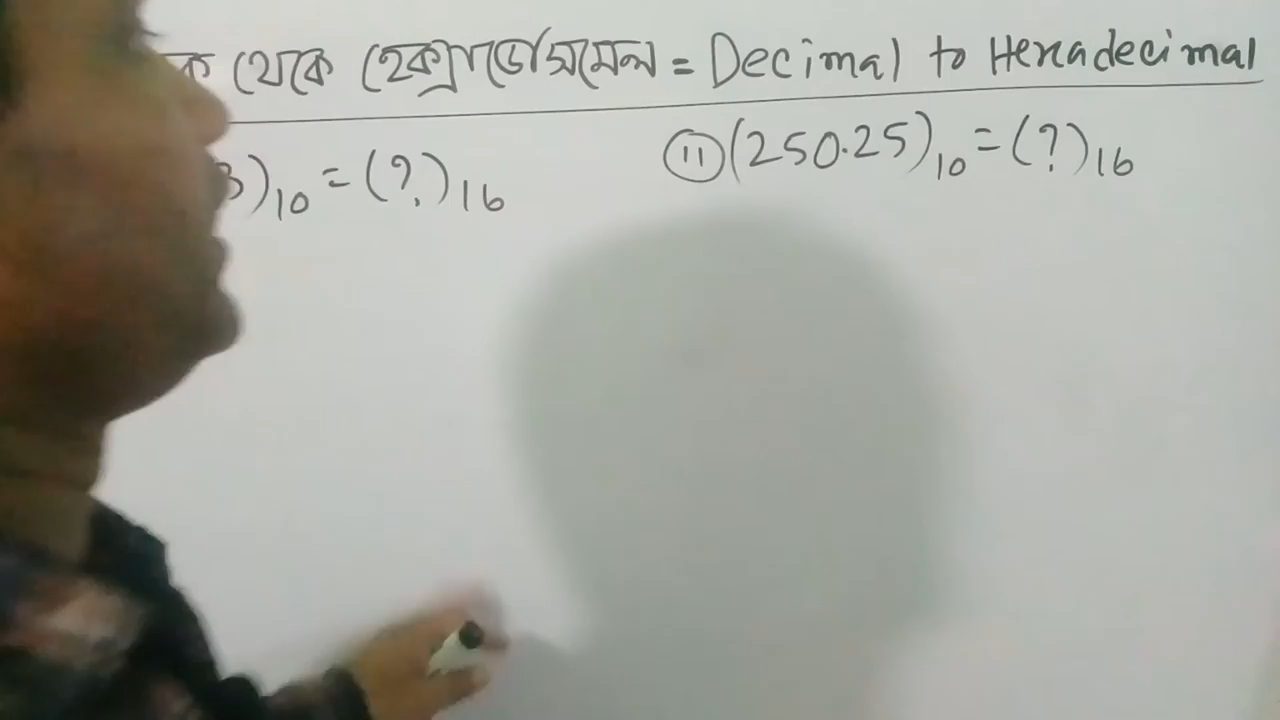 থেকে হেক্সাডেসিমেল = Decimal to Hexadecimal
3)10 = (?)16
11 (250.25)10 = (?)16